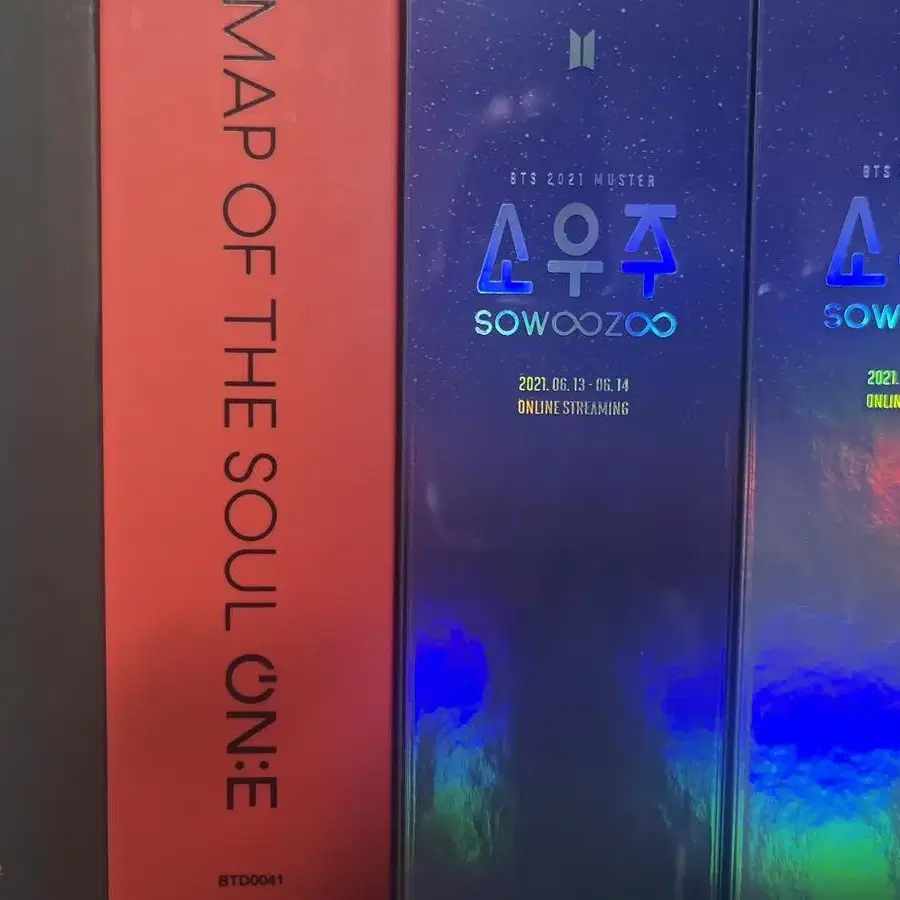 MAP OF THE SOUL ON:E
BTD0041
BTS 2021 MUSTER
소우주
SOWOOZOO
2021. 06. 13 - 06. 14
ONLINE STREAMING
BTS
소
SOW
2021.
ONLIN